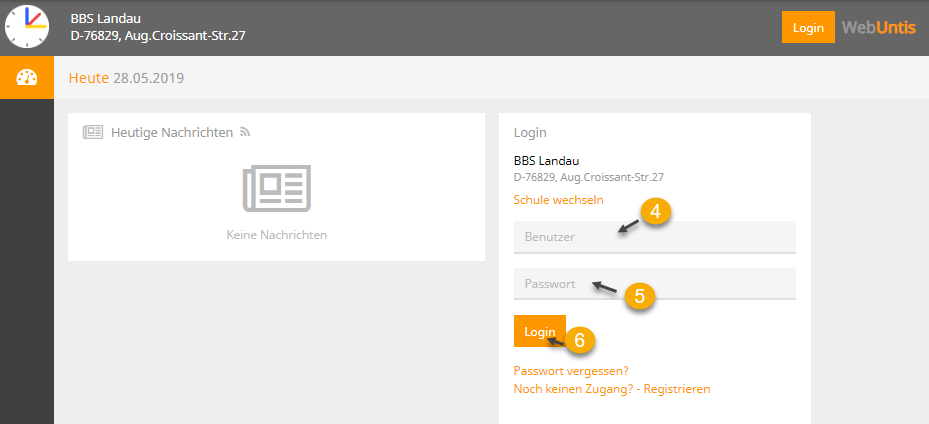 BBS Landau
D-76829, Aug.Croissant-Str.27
Login
WebUntis
Heute 28.05.2019
Heutige Nachrichten
Keine Nachrichten
Login
BBS Landau
D-76829, Aug.Croissant-Str.27
Schule wechseln
4
Benutzer
Passwort
5
Login
6
Passwort vergessen?
Noch keinen Zugang? - Registrieren